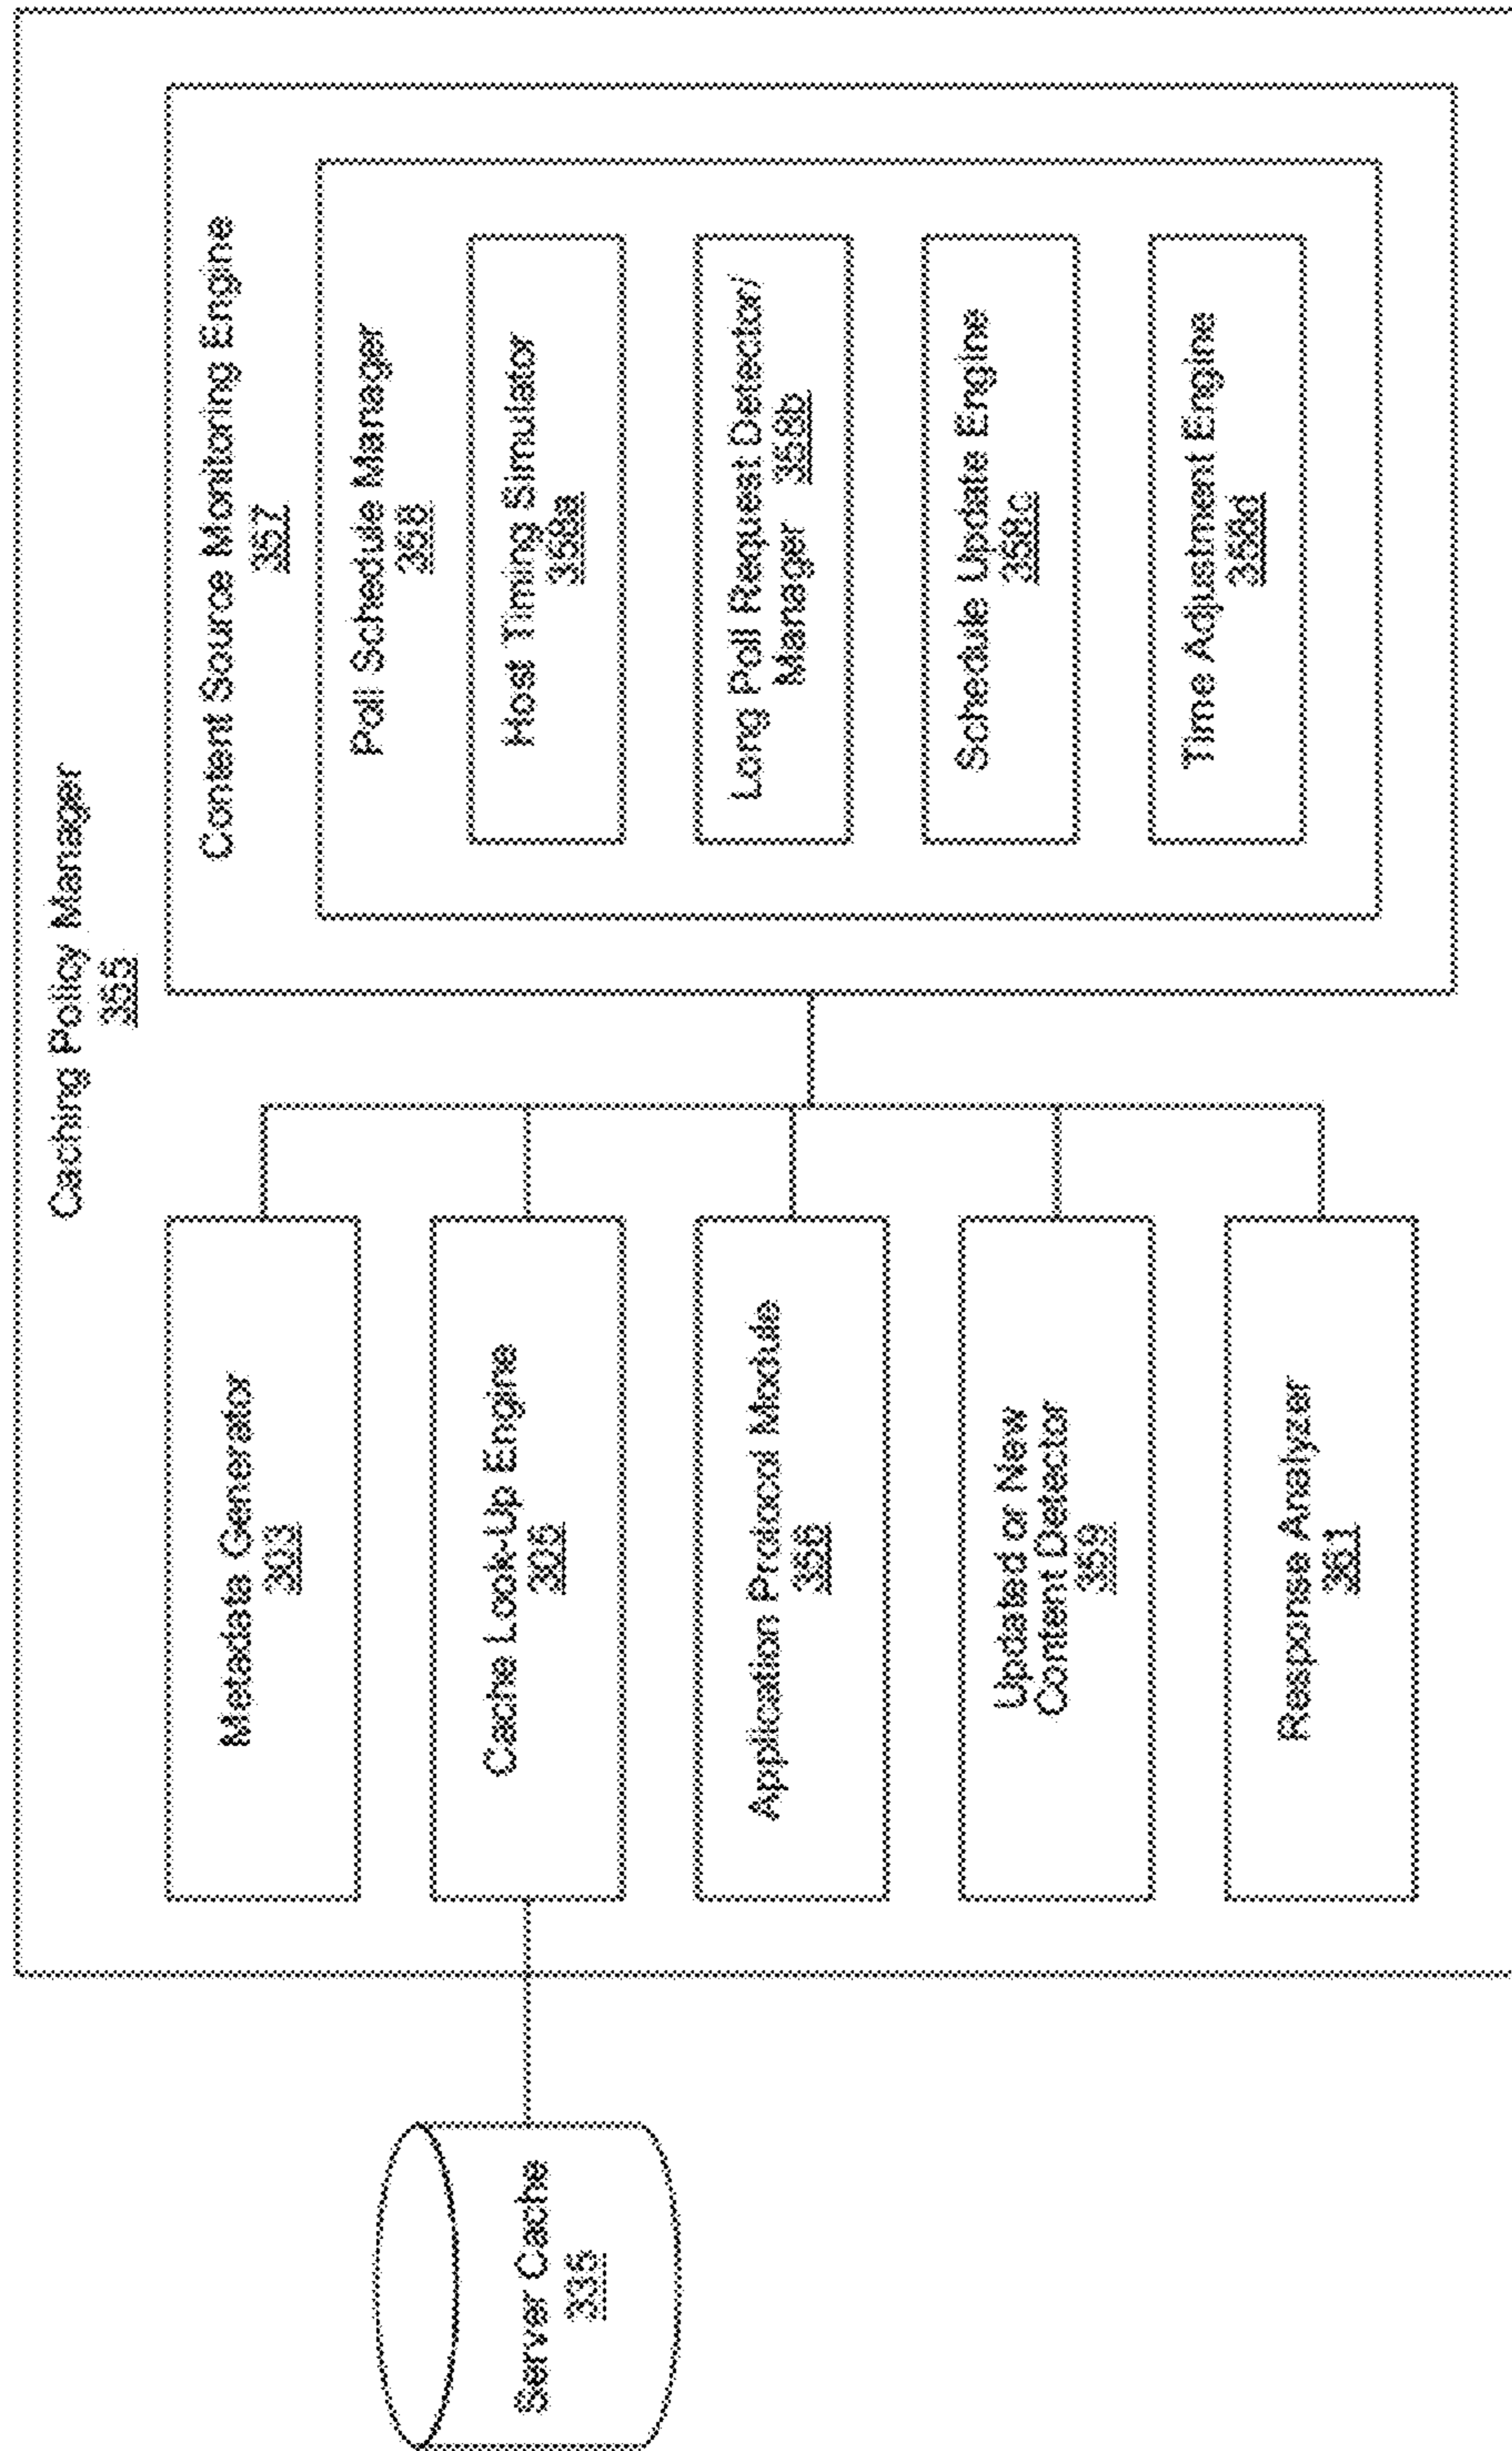 Caching Policy Manager
355
Metadata Generator
303
Cache Look-Up Engine
305
Application Protocol Module
356
Updated or New
Content Detector
359
Response Analyzer
361
Content Source Monitoring Engine
357
Poll Schedule Manager
358
Host Timing Simulator
358a
Long Poll Request Detector/
Manager 358b
Schedule Update Engine
358c
Time Adjustment Engine
358d
Server Cache
335